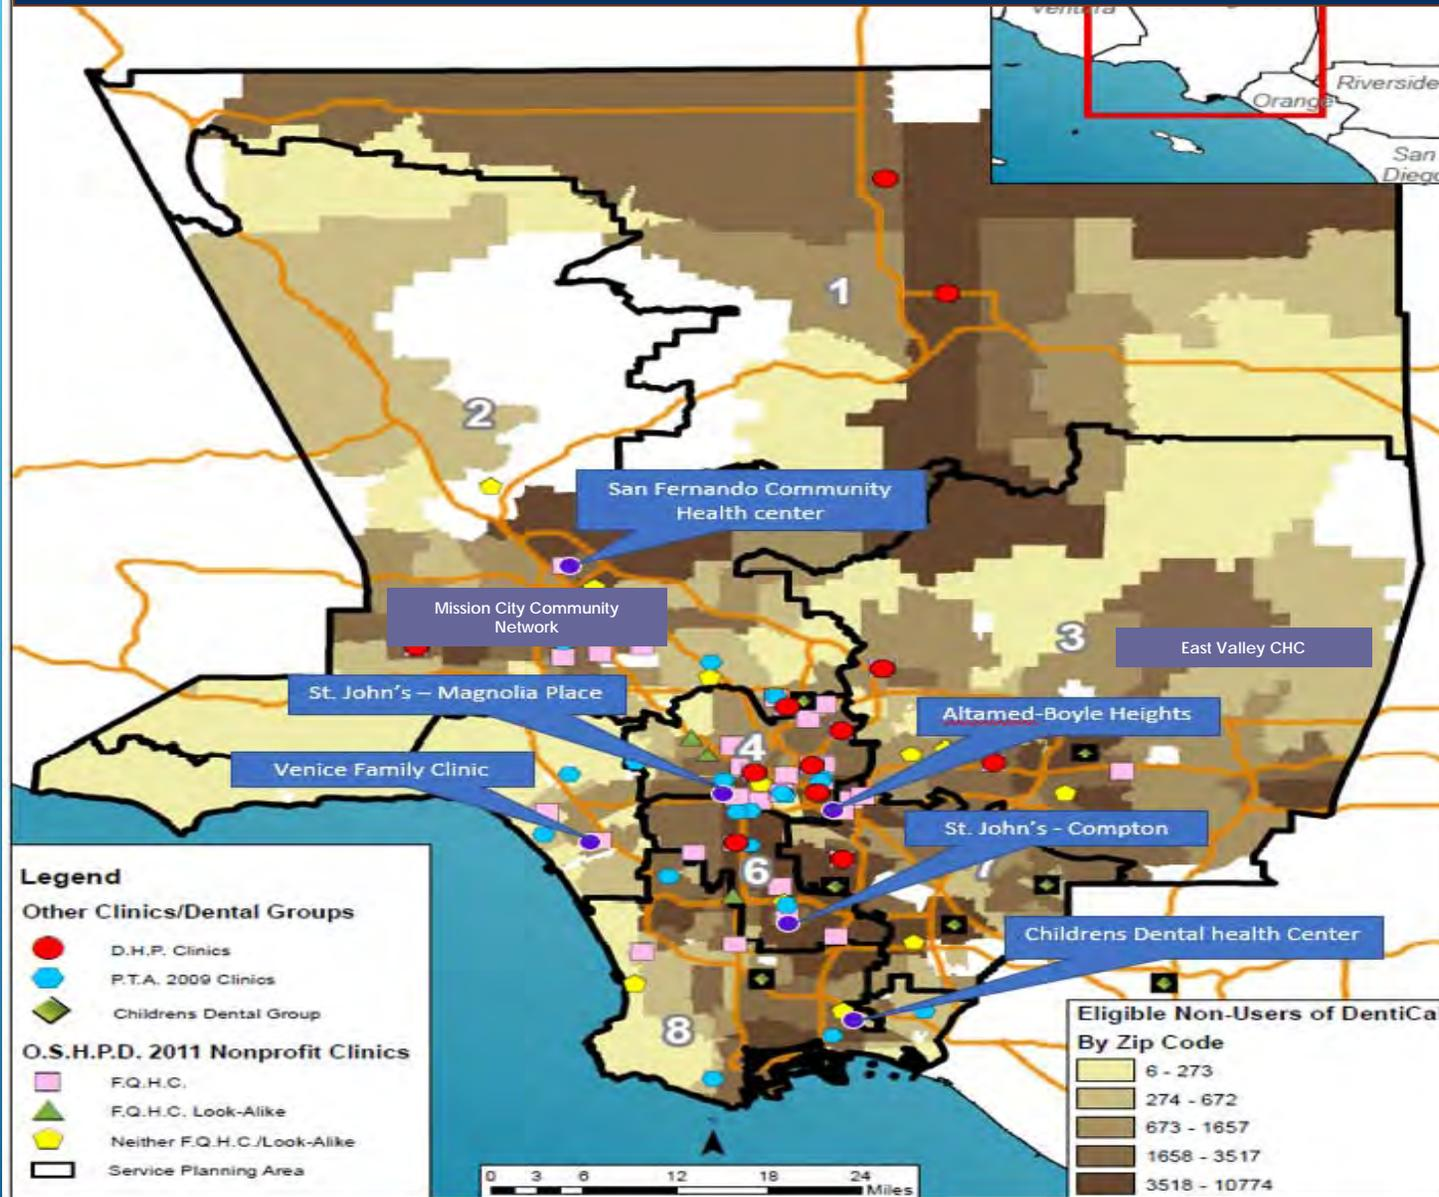 Ventura
Riverside
Orange
San
Diego
1
2
San Fernando Community
Health center
Mission City Community
Network
3
East Valley CHC
St. John's – Magnolia Place
Altamed-Boyle Heights
4
Venice Family Clinic
St. John's - Compton
6
7
Childrens Dental health Center
8
Legend
Other Clinics/Dental Groups
D.H.P. Clinics
P.T.A. 2009 Clinics
Childrens Dental Group
O.S.H.P.D. 2011 Nonprofit Clinics
F.Q.H.C.
F.Q.H.C. Look-Alike
Neither F.Q.H.C./Look-Alike
Service Planning Area
0 3 6 12 18 24
Miles
Eligible Non-Users of DentiCal
By Zip Code
6 - 273
274 - 672
673 - 1657
1658 - 3517
3518 - 10774